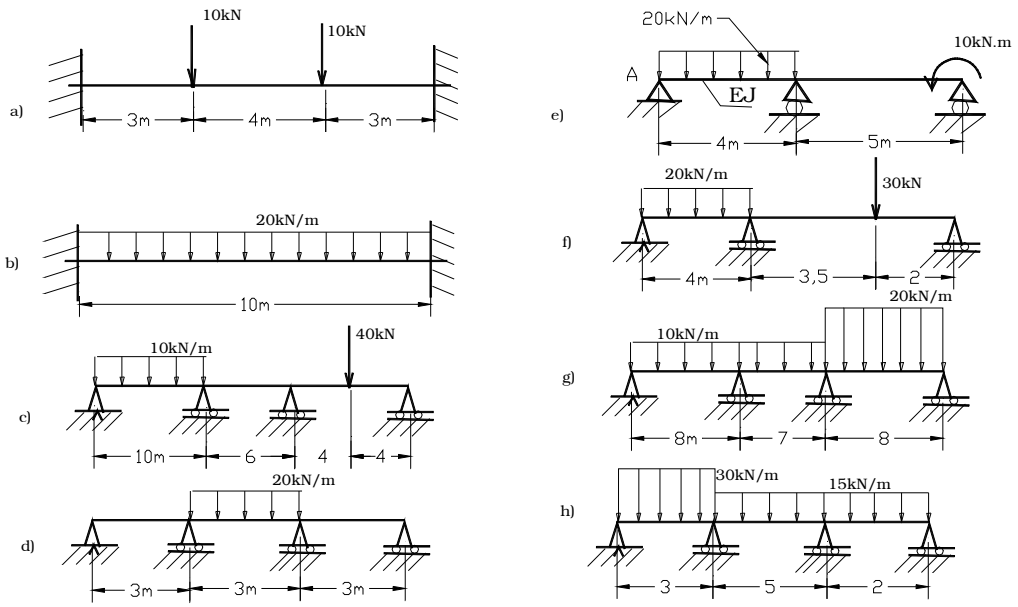 10kN
10kN
a)
3m
4m
3m
20kN/m
b)
10m
10kN/m
40kN
c)
10m
6
4
4
20kN/m
d)
3m
3m
3m
20kN/m
10kN.m
A
EJ
e)
4m
5m
20kN/m
30kN
f)
4m
3,5
2
20kN/m
10kN/m
g)
8m
7
8
30kN/m
15kN/m
h)
3
5
2